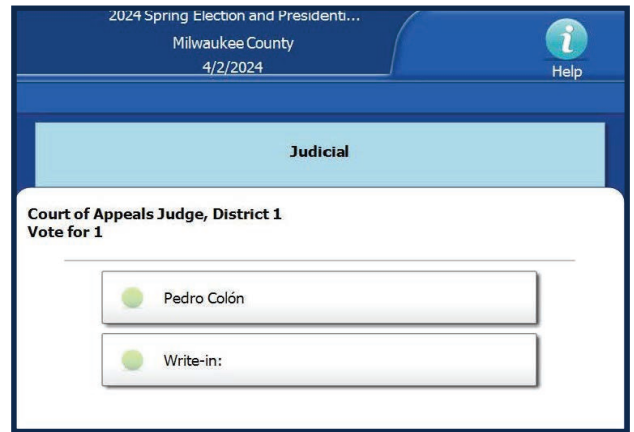 2024 Spring Election and Presidenti...
Milwaukee County
4/2/2024
Help
Judicial
Court of Appeals Judge, District 1
Vote for 1
Pedro Colón
Write-in: